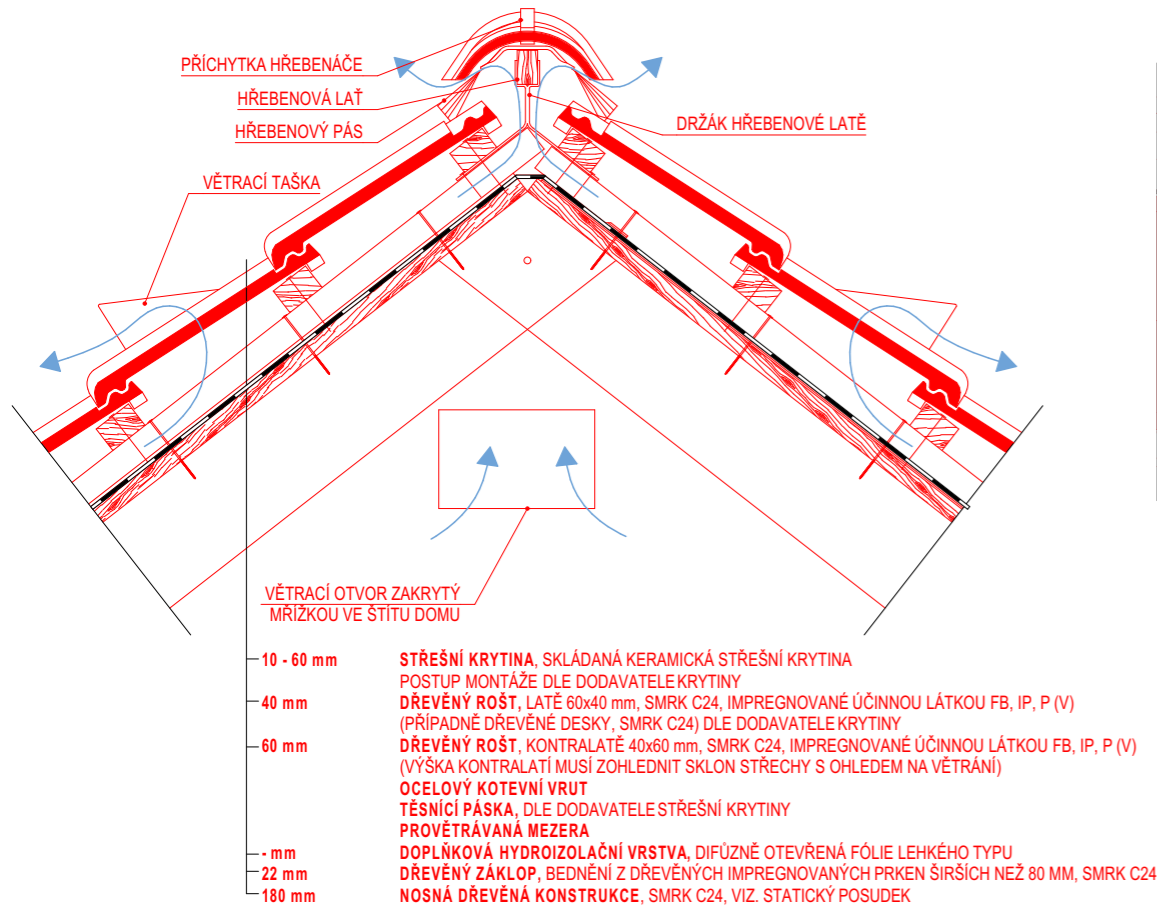 PŘÍCHYTKA HŘEBENÁČE
HŘEBENOVÁ LAŤ
HŘEBENOVÝ PÁS
DRŽÁK HŘEBENOVÉ LATĚ
VĚTRACÍ TAŠKA
VĚTRACÍ OTVOR ZAKRYTÝ
MŘÍŽKOU VE ŠTÍTU DOMU
10 - 60 mm STŘEŠNÍ KRYTINA, SKLÁDANÁ KERAMICKÁ STŘEŠNÍ KRYTINA
POSTUP MONTÁŽE DLE DODAVATELE KRYTINY
40 mm DŘEVĚNÝ ROŠT, LATĚ 60x40 mm, SMRK C24, IMPREGNOVANÉ ÚČINNOU LÁTKOU FB, IP, P (V)
(PŘÍPADNĚ DŘEVĚNÉ DESKY, SMRK C24) DLE DODAVATELE KRYTINY
60 mm DŘEVĚNÝ ROŠT, KONTRALATĚ 40x60 mm, SMRK C24, IMPREGNOVANÉ ÚČINNOU LÁTKOU FB, IP, P (V)
(VÝŠKA KONTRALATÍ MUSÍ ZOHLEDNIT SKLON STŘECHY S OHLEDEM NA VĚTRÁNÍ)
OCELOVÝ KOTEVNÍ VRUT
TĚSNÍCÍ PÁSKA, DLE DODAVATELE STŘEŠNÍ KRYTINY
PROVĚTRÁVANÁ MEZERA
- mm DOPLŇKOVÁ HYDROIZOLAČNÍ VRSTVA, DIFÚZNĚ OTEVŘENÁ FÓLIE LEHKÉHO TYPU
22 mm DŘEVĚNÝ ZÁKLOP, BEDNĚNÍ Z DŘEVĚNÝCH IMPREGNOVANÝCH PRKEN ŠIRŠÍCH NEŽ 80 MM, SMRK C24
180 mm NOSNÁ DŘEVĚNÁ KONSTRUKCE, SMRK C24, VIZ. STATICKÝ POSUDEK